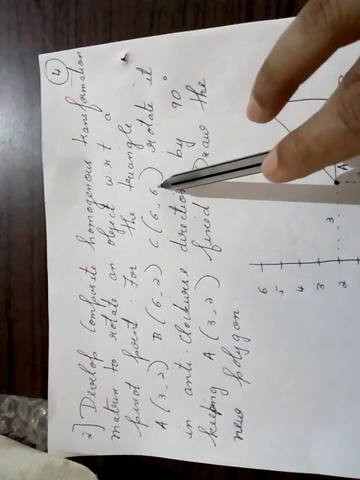 4
2) Develop composite homogenous transformation
matrix to rotate an object w r t a
pivot point. For the triangle
A (3, 2) B (6, 2) C (6, 6) rotate it
in anti-clockwise direction by 90°
keeping A (3, 2) fixed Draw the
new polygon
6
5
4
3
2
3
A